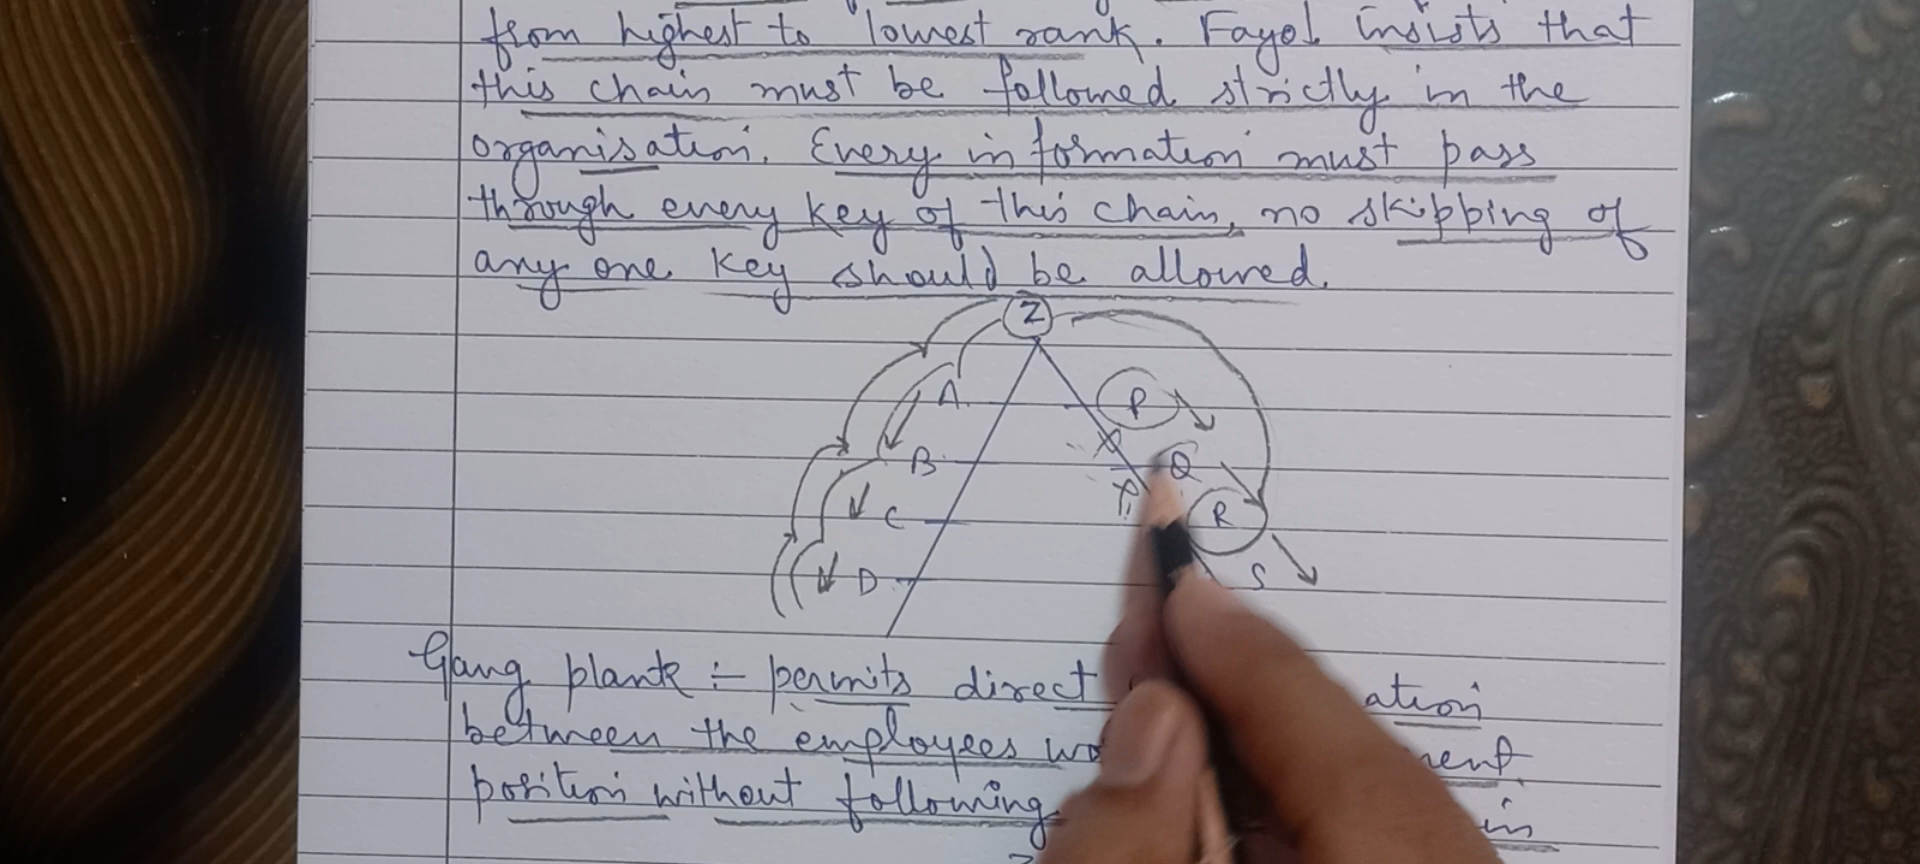 from highest to lowest rank. Fayol insists that
this chain must be followed strictly in the
organisation. Every information must pass
through every key of this chain, no skipping of
any one key should be allowed.
Z
A
P
B
Q
C
R
D
S
Gang plank :- permits direct ation
between the employees
position without following in